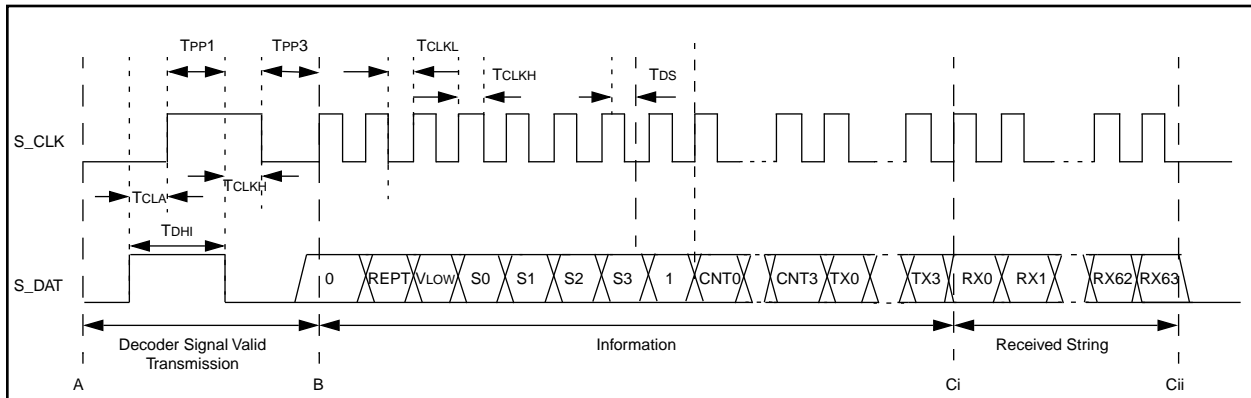 TPP1 TPP3 TCLKL
TCLKH TDS
S_CLK
TCLA TCLKH
TDHI
S_DAT 0 REPT VLOW S0 S1 S2 S3 1 CNT0 CNT3 TX0 TX3 RX0 RX1 RX62 RX63
Decoder Signal Valid Information Received String
Transmission
A B Ci Cii